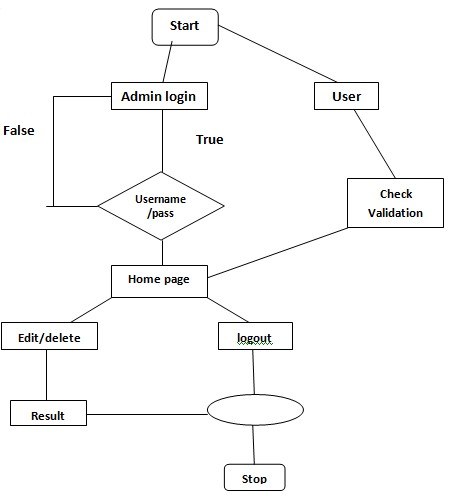 Start
Admin login
User
False
True
Username
/pass
Check
Validation
Home page
Edit/delete
logout
Result
Stop